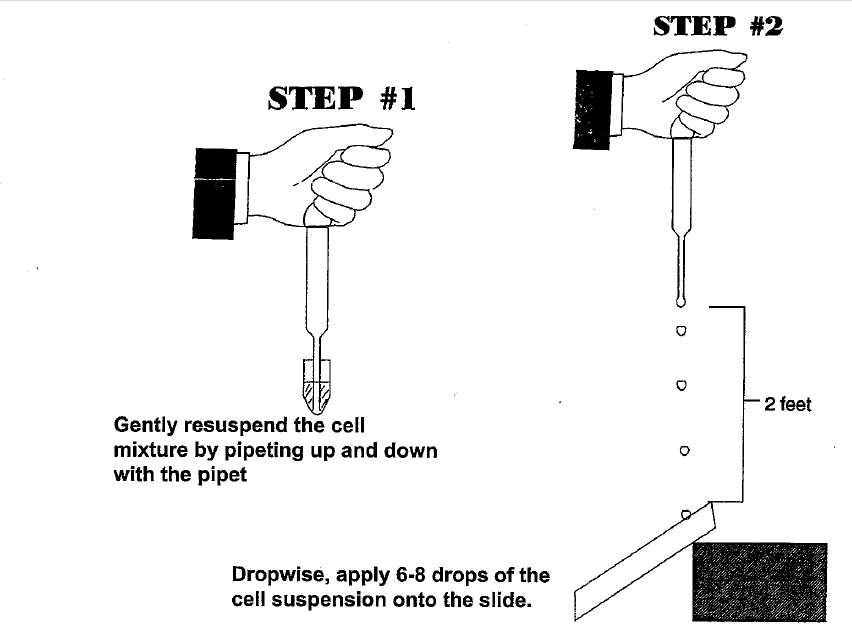 STEP #1
Gently resuspend the cell
mixture by pipeting up and down
with the pipet
STEP #2
2 feet
Dropwise, apply 6-8 drops of the
cell suspension onto the slide.